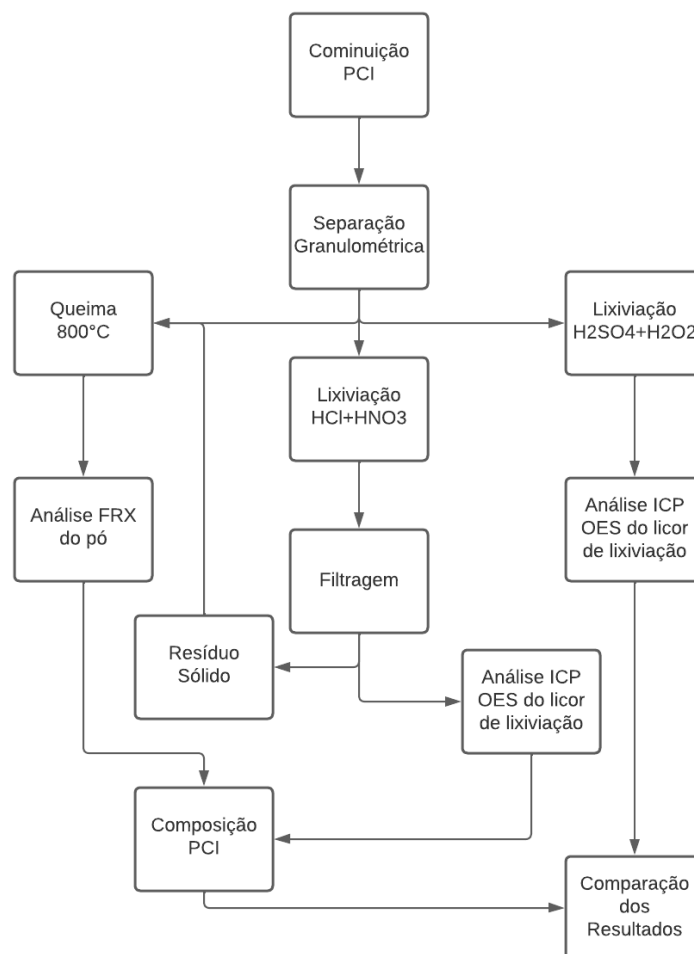 Cominuição
PCI
Separação
Granulométrica
Queima
800°C
Lixiviação
H2SO4+H2O2
Lixiviação
HCl+HNO3
Análise FRX
do pó
Análise ICP
OES do licor
de lixiviação
Filtragem
Resíduo
Sólido
Análise ICP
OES do licor
de lixiviação
Composição
PCI
Comparação
dos
Resultados